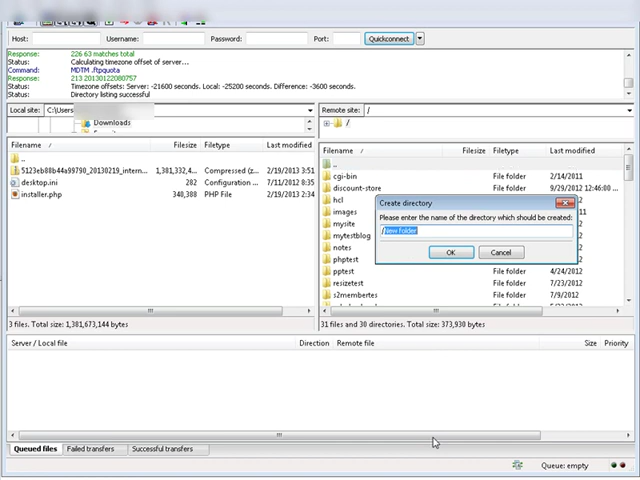 Host: Username: Password: Port: Quickconnect
Response: 226 63 matches total
Status: Calculating timezone offset of server...
Command: MDTM .ftpquota
Response: 213 20130122080757
Status: Timezone offsets: Server: -21600 seconds. Local: -25200 seconds. Difference: -3600 seconds.
Status: Directory listing successful
Local site: C:\Users
Downloads
Remote site: /
/
Filename / Filesize Filetype Last modified
..
5123eb88b44a99790_20130219_intern... 1,381,332,4... Compressed (z... 2/19/2013 3:51
desktop.ini 282 Configuration ... 7/11/2012 8:35
installer.php 340,388 PHP File 2/19/2013 2:34
3 files. Total size: 1,381,673,144 bytes
Filename / Filesize Filetype Last modified
..
cgi-bin File folder 2/14/2011
discount-store File folder 9/29/2012 12:46:00 ...
hcl
images
mysite
mytestblog
notes
phptest
pptest File folder 4/24/2012
resizetest File folder 7/23/2012
s2membertes File folder 7/9/2012
31 files and 30 directories. Total size: 373,930 bytes
Create directory
Please enter the name of the directory which should be created:
/New folder
OK Cancel
Server / Local file Direction Remote file Size Priority
Queued files Failed transfers Successful transfers
Queue: empty